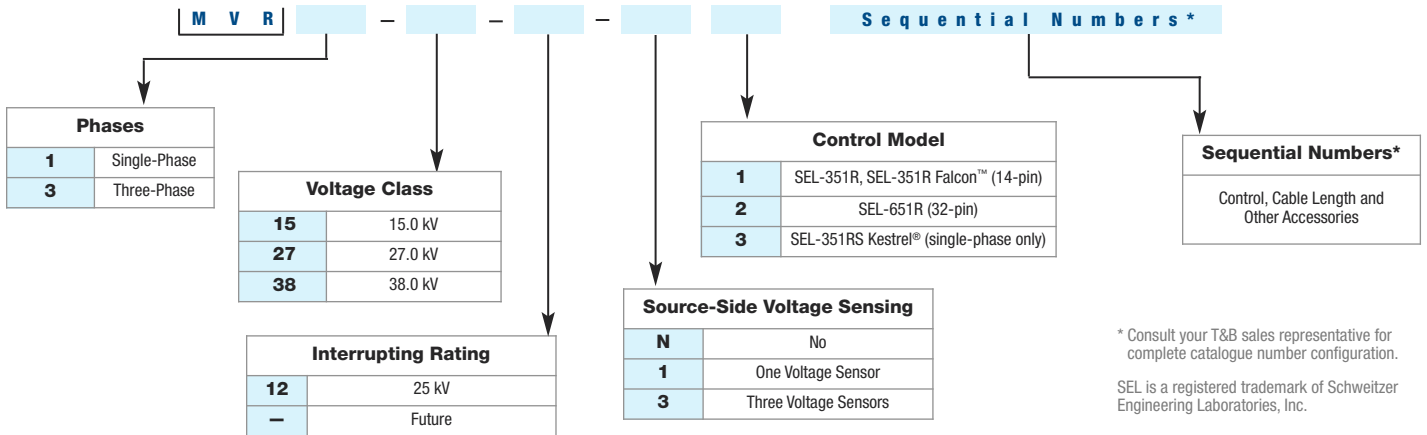 M V R – – – Sequential Numbers*
Phases
1 Single-Phase
3 Three-Phase
Voltage Class
15 15.0 kV
27 27.0 kV
38 38.0 kV
Interrupting Rating
12 25 kV
– Future
Source-Side Voltage Sensing
N No
1 One Voltage Sensor
3 Three Voltage Sensors
Control Model
1 SEL-351R, SEL-351R Falcon™ (14-pin)
2 SEL-651R (32-pin)
3 SEL-351RS Kestrel® (single-phase only)
Sequential Numbers*
Control, Cable Length and
Other Accessories
* Consult your T&B sales representative for
complete catalogue number configuration.
SEL is a registered trademark of Schweitzer
Engineering Laboratories, Inc.